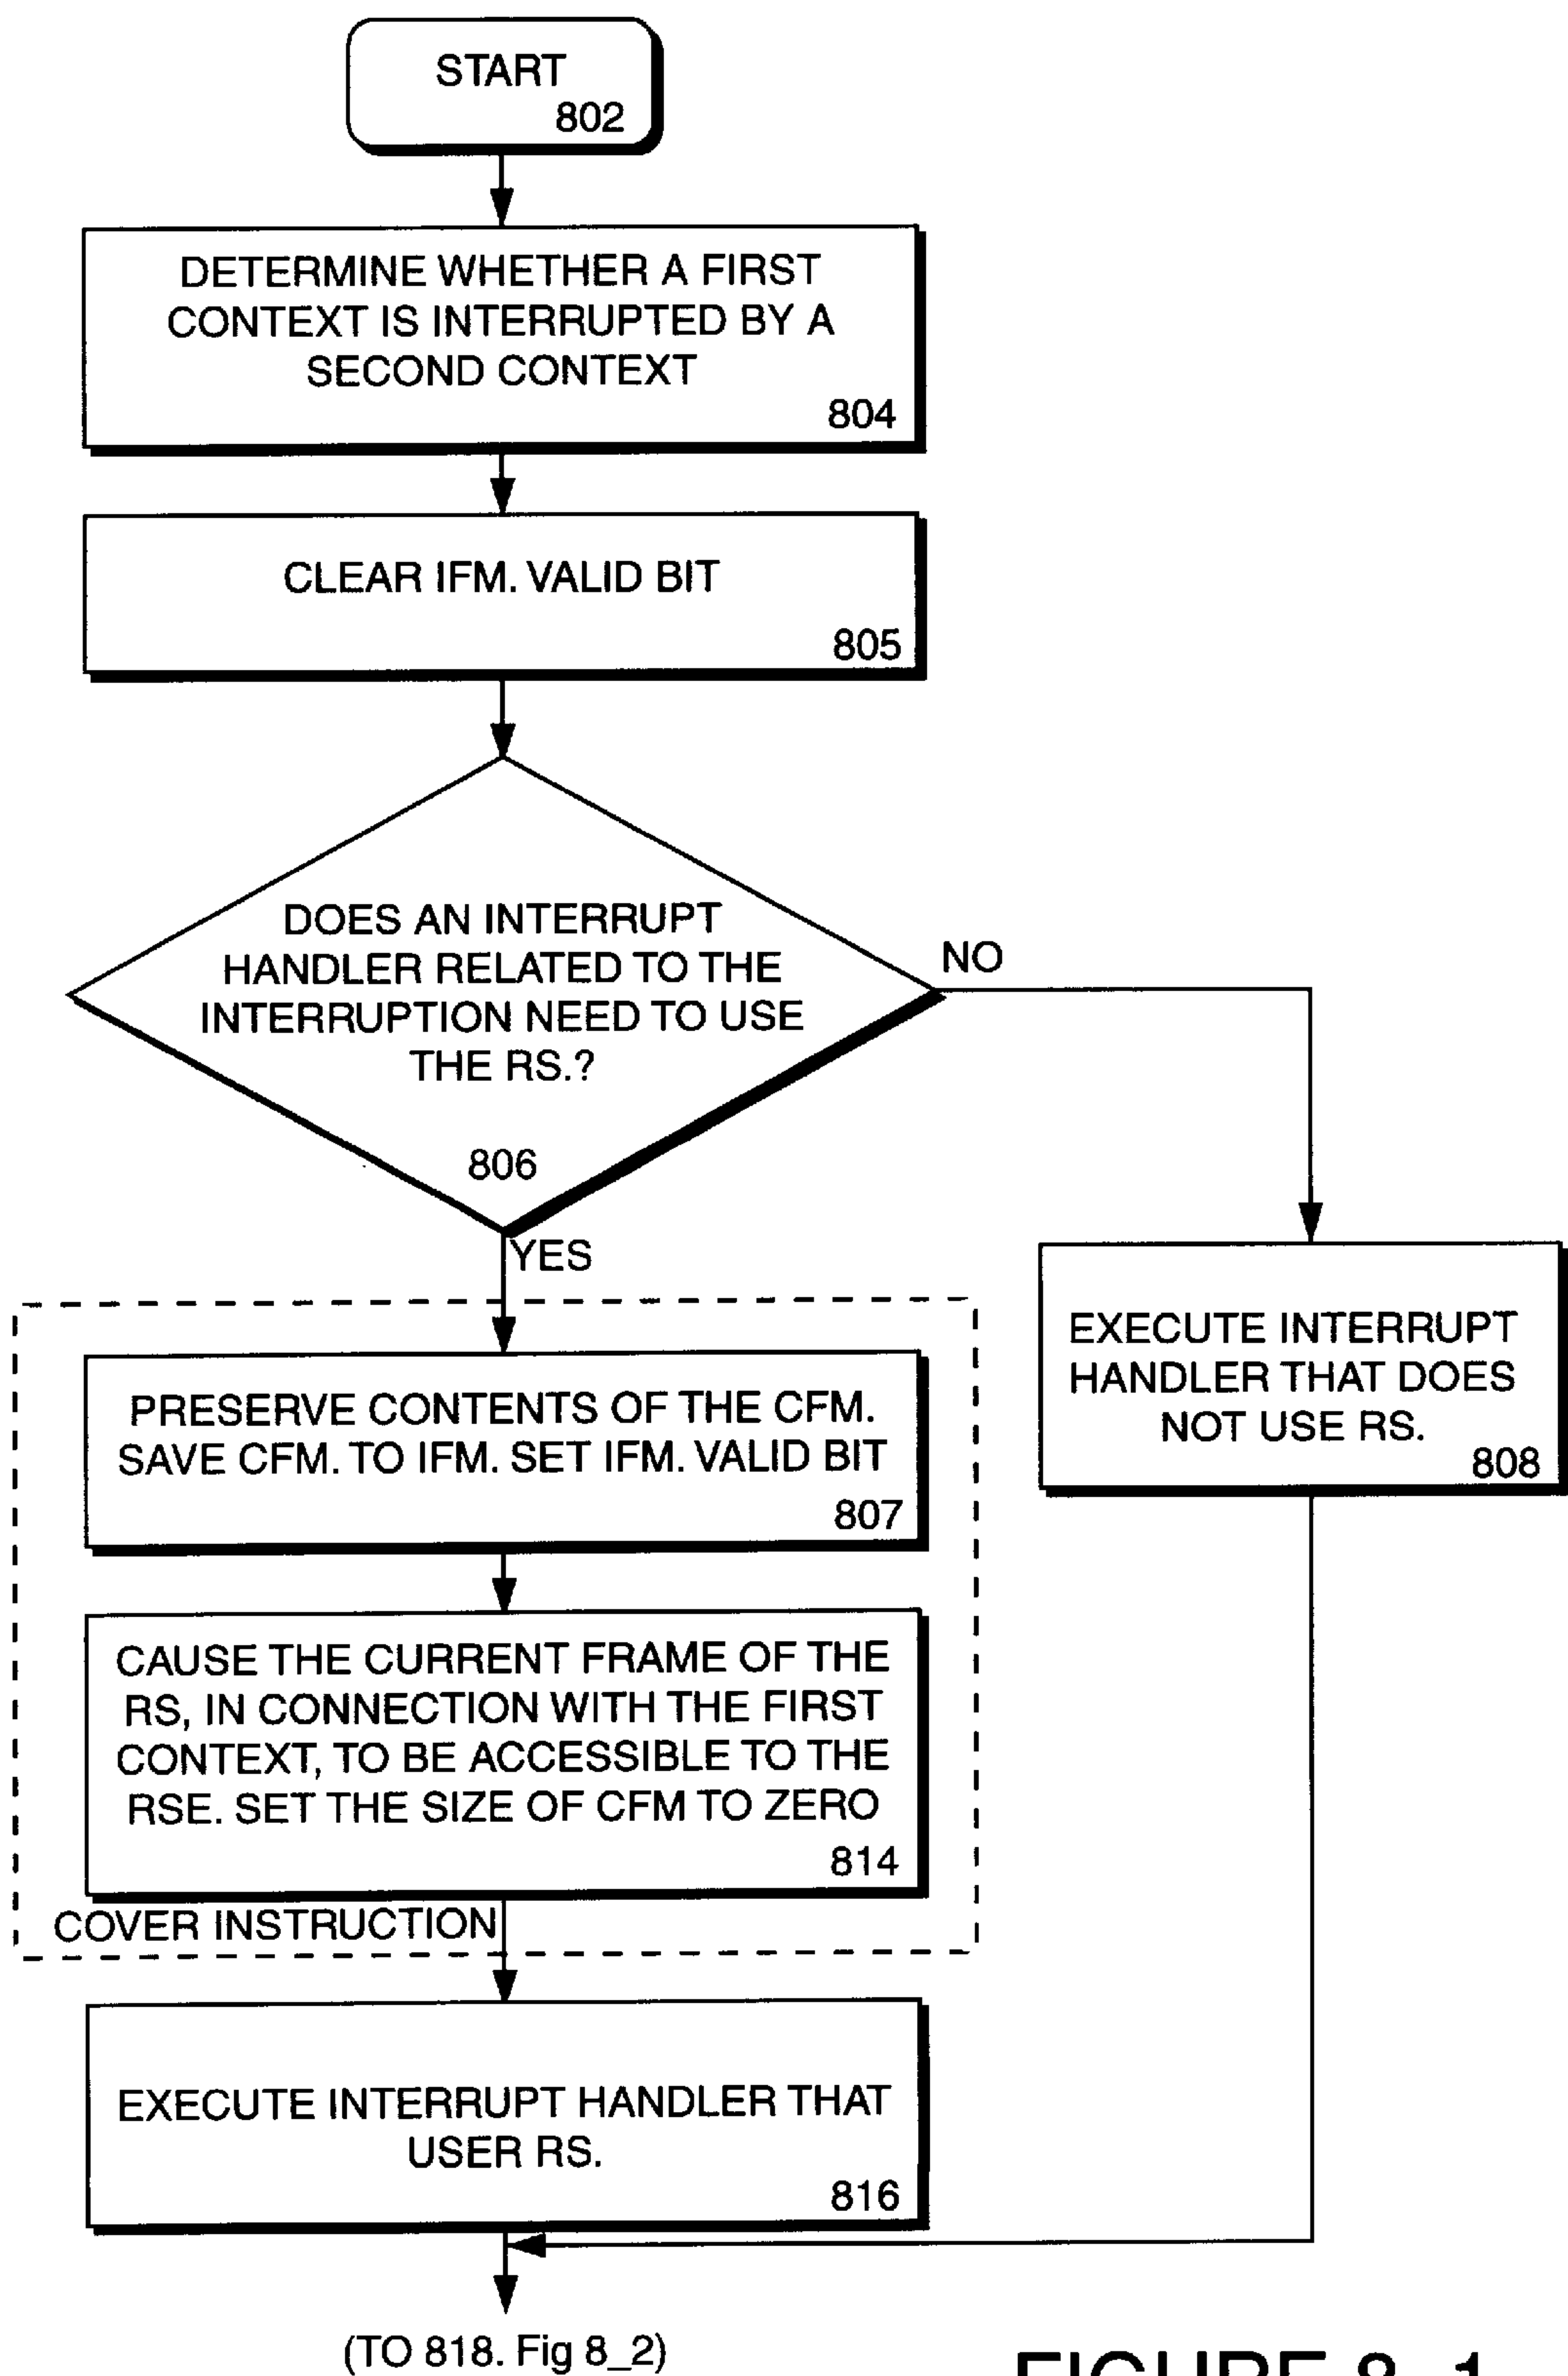 START
802
DETERMINE WHETHER A FIRST
CONTEXT IS INTERRUPTED BY A
SECOND CONTEXT
804
CLEAR IFM. VALID BIT
805
DOES AN INTERRUPT
HANDLER RELATED TO THE
INTERRUPTION NEED TO USE
THE RS.?
806
NO
YES
EXECUTE INTERRUPT
HANDLER THAT DOES
NOT USE RS.
808
PRESERVE CONTENTS OF THE CFM.
SAVE CFM. TO IFM. SET IFM. VALID BIT
807
CAUSE THE CURRENT FRAME OF THE
RS, IN CONNECTION WITH THE FIRST
CONTEXT, TO BE ACCESSIBLE TO THE
RSE. SET THE SIZE OF CFM TO ZERO
814
COVER INSTRUCTION
EXECUTE INTERRUPT HANDLER THAT
USER RS.
816
(TO 818. Fig 8_2)
FIGURE 8_1